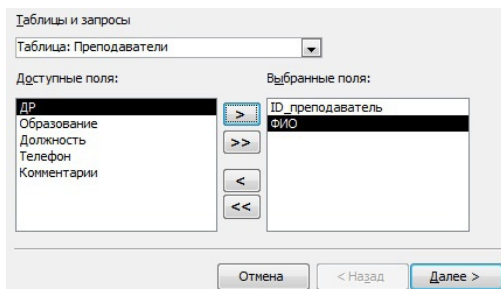 Таблицы и запросы
Таблица: Преподаватели
Доступные поля:
Выбранные поля:
ДР
Образование
Должность
Телефон
Комментарии
>
>>
<
<<
ID_преподаватель
ФИО
Отмена
< Назад
Далее >